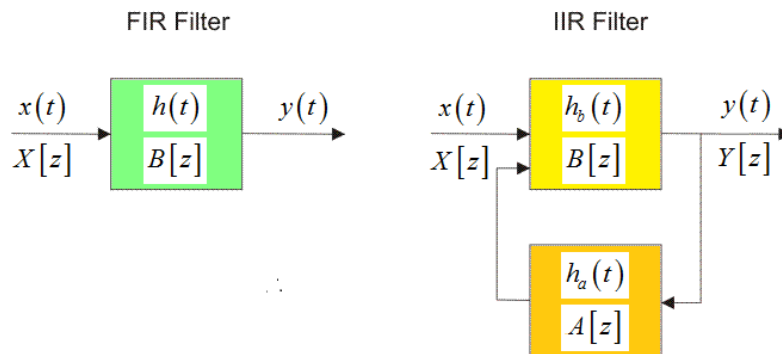 FIR Filter
x(t)
X[z]
h(t)
B[z]
y(t)
IIR Filter
x(t)
X[z]
h_b(t)
B[z]
y(t)
Y[z]
h_a(t)
A[z]